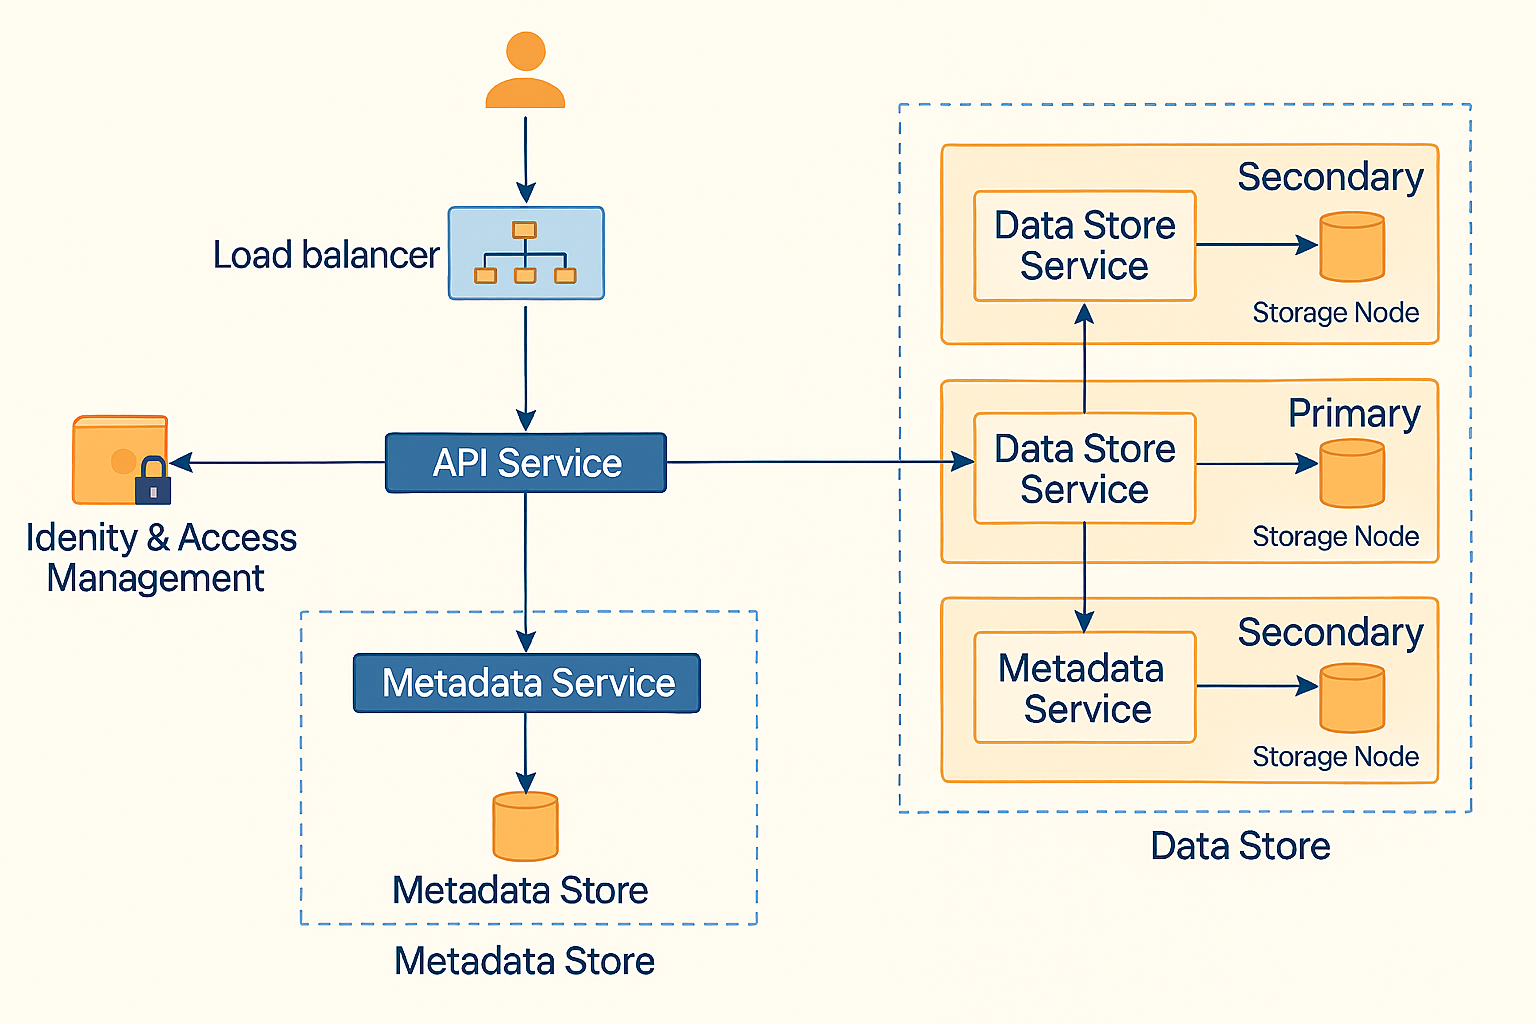 Load balancer
API Service
Idenity & Access
Management
Metadata Service
Metadata Store
Metadata Store
Secondary
Data Store
Service
Storage Node
Primary
Data Store
Service
Storage Node
Secondary
Metadata
Service
Storage Node
Data Store